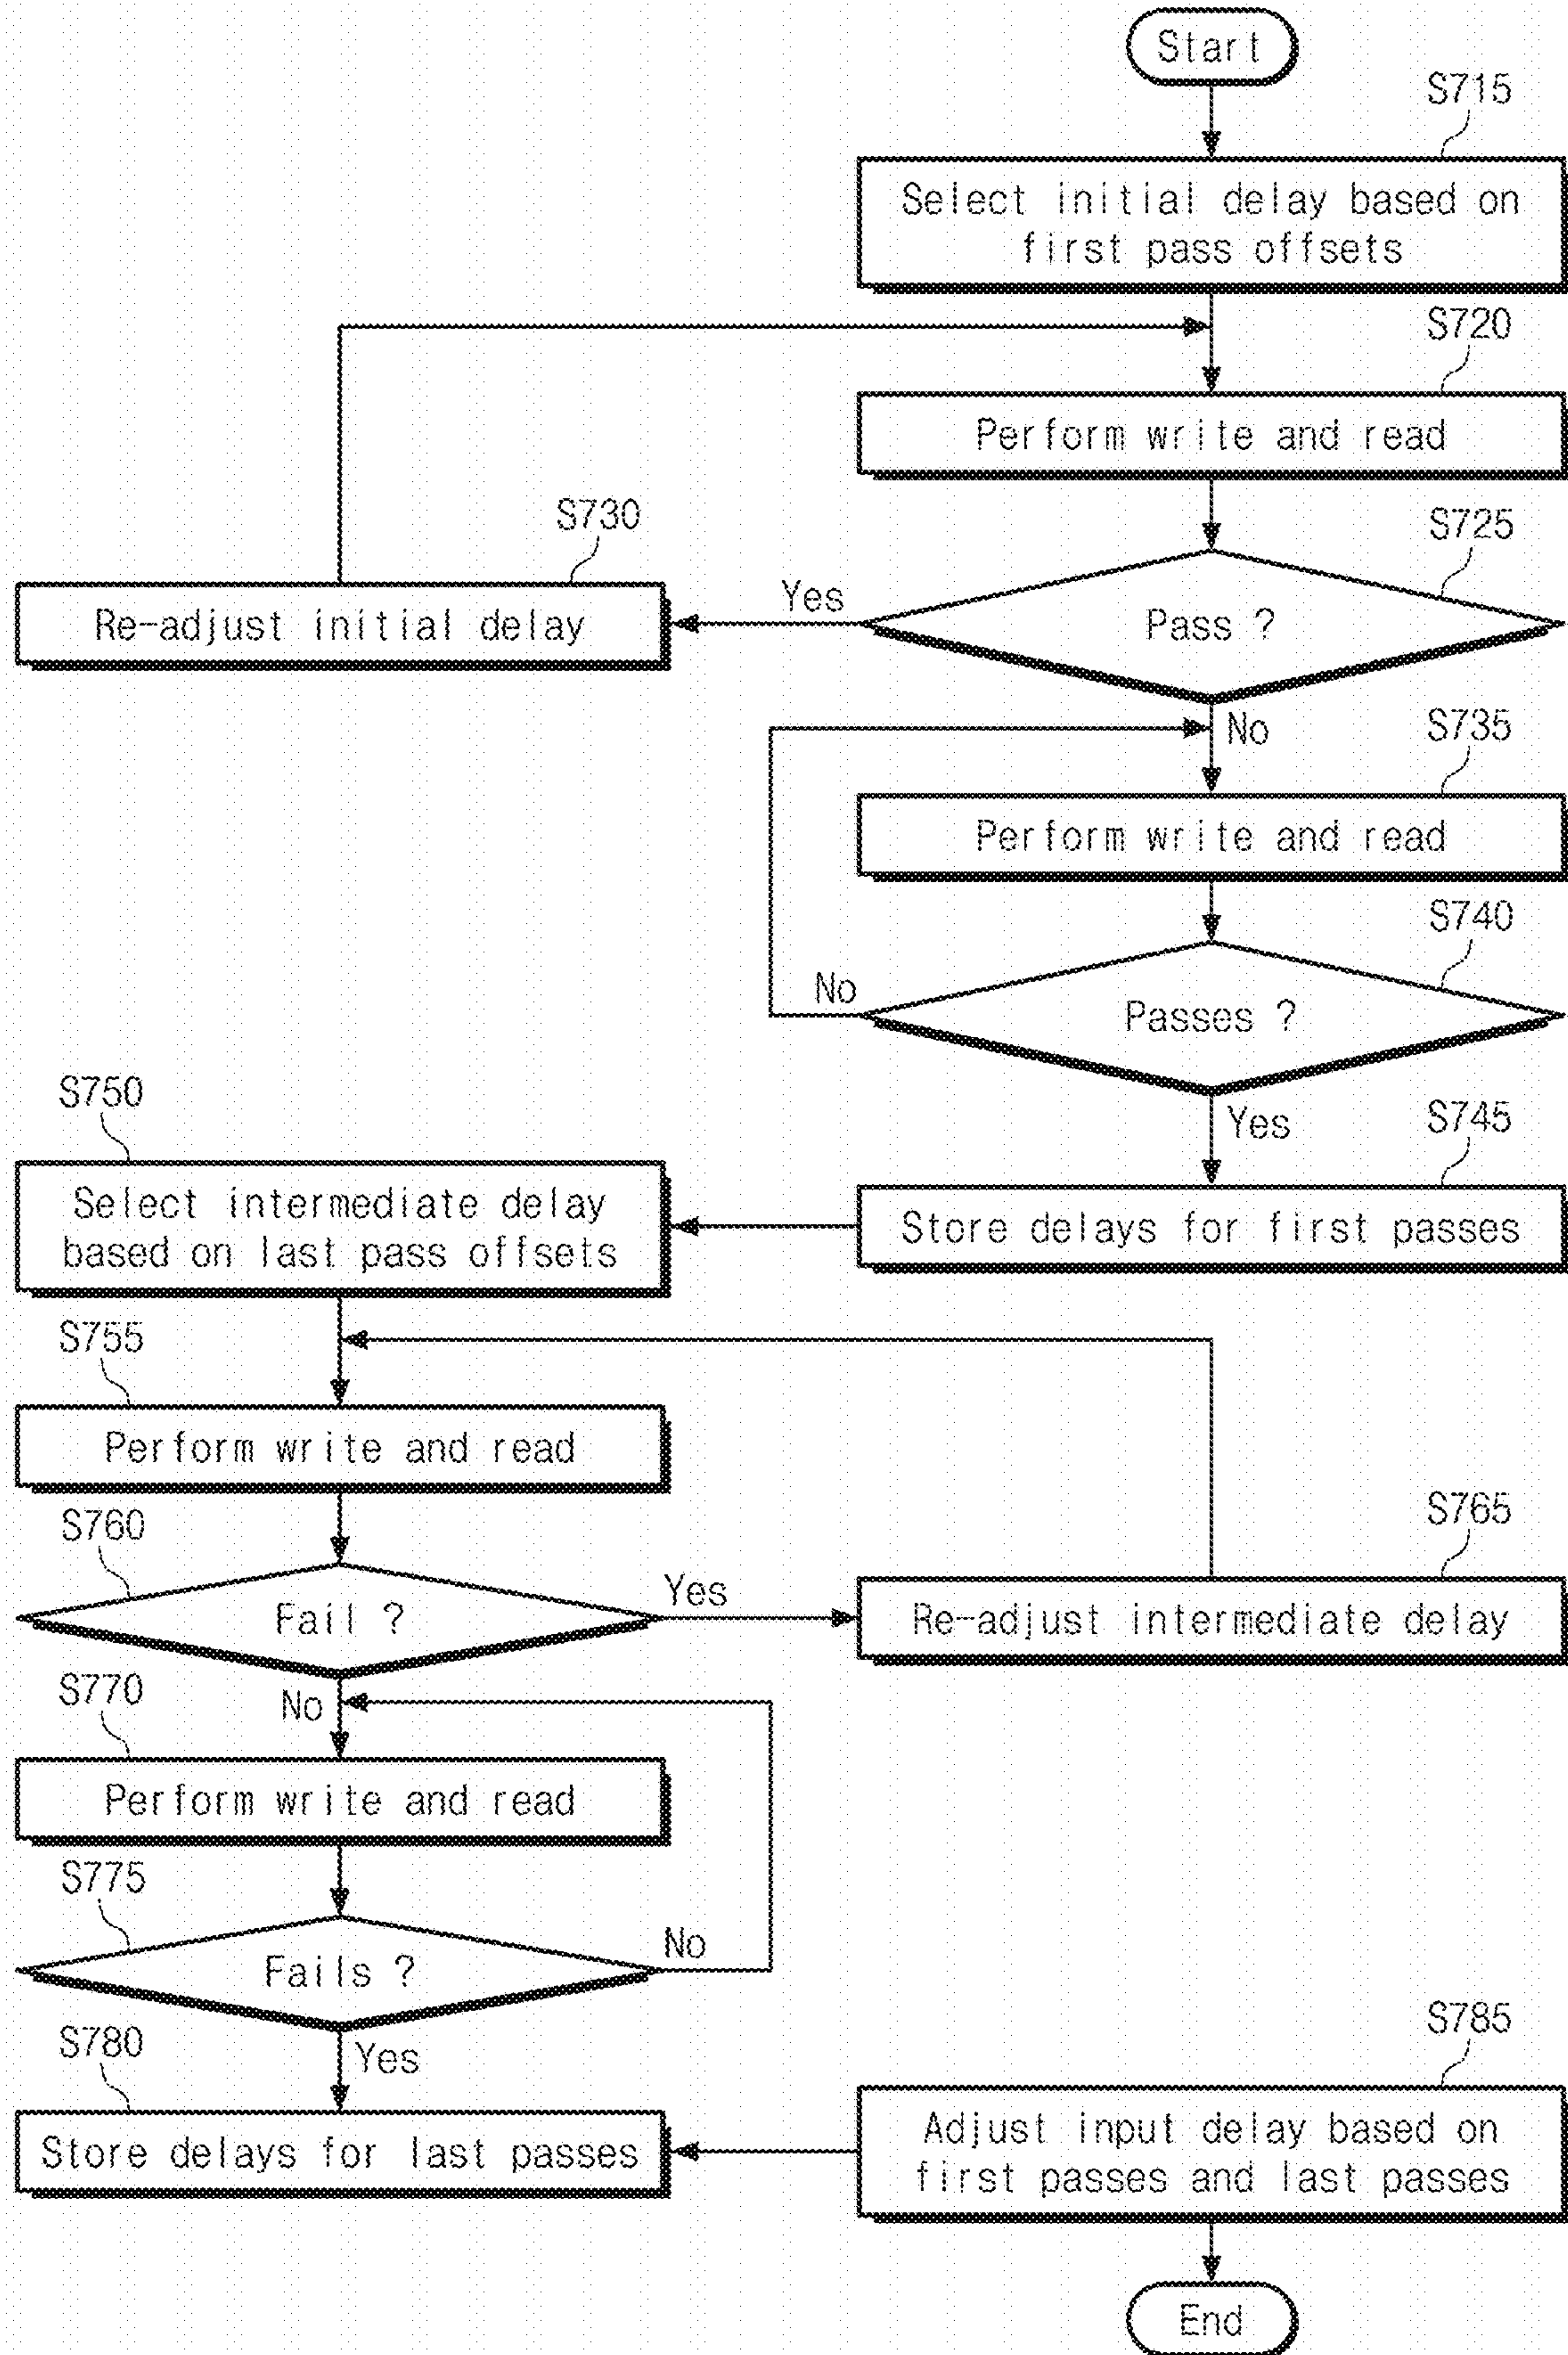 Start
S715
Select initial delay based on
first pass offsets
S720
Perform write and read
S730
S725
Re-adjust initial delay
Yes
Pass ?
No
S735
Perform write and read
S740
No
Passes ?
Yes
S750
S745
Select intermediate delay
based on last pass offsets
Store delays for first passes
S755
Perform write and read
S760
S765
Fail ?
Yes
Re-adjust intermediate delay
S770
No
Perform write and read
S775
Fails ?
No
S780
Yes
S785
Store delays for last passes
Adjust input delay based on
first passes and last passes
End